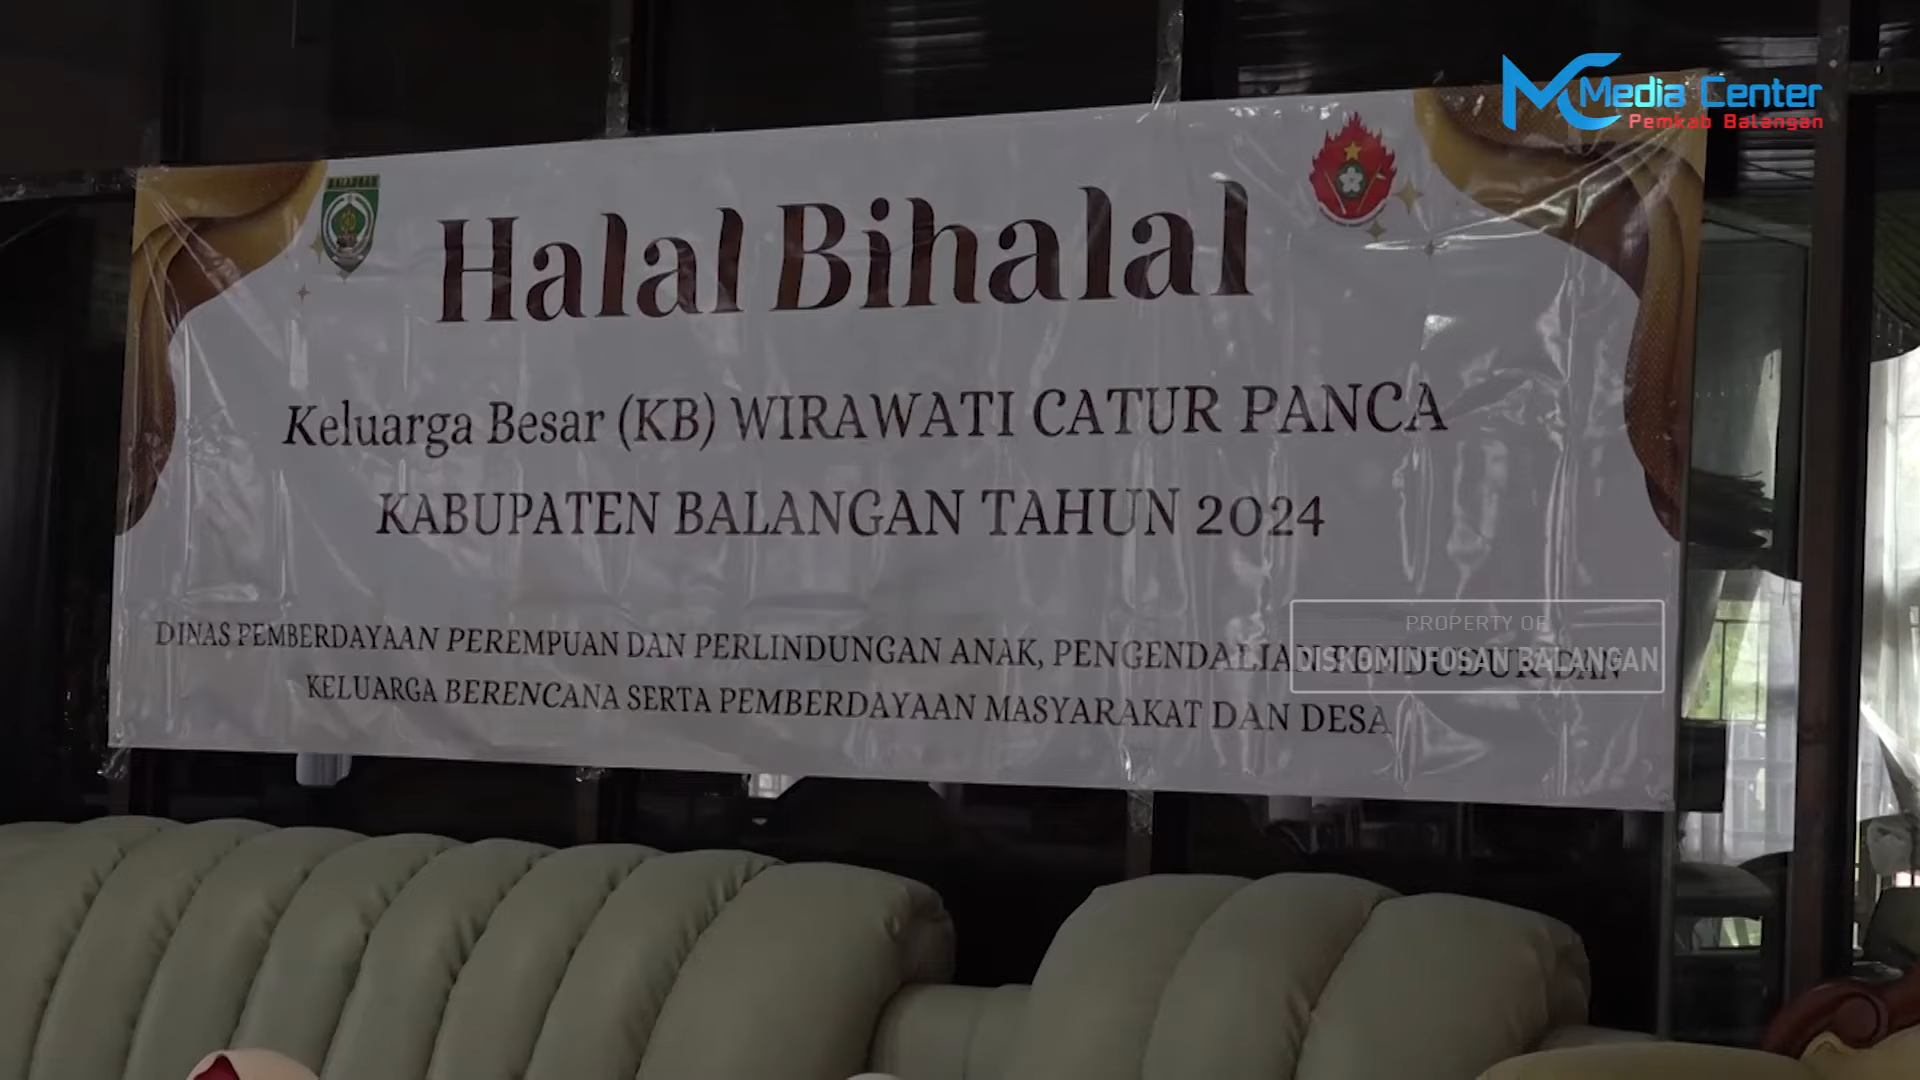 Media Center
Pemkab Balangan
BALANGAN
Halal Bihalal
Keluarga Besar (KB) WIRAWATI CATUR PANCA
KABUPATEN BALANGAN TAHUN 2024
DINAS PEMBERDAYAAN PEREMPUAN DAN PERLINDUNGAN ANAK, PENGENDALIAN PENDUDUK DAN
KELUARGA BERENCANA SERTA PEMBERDAYAAN MASYARAKAT DAN DESA
PROPERTY OF
DISKOMINFOSAN BALANGAN